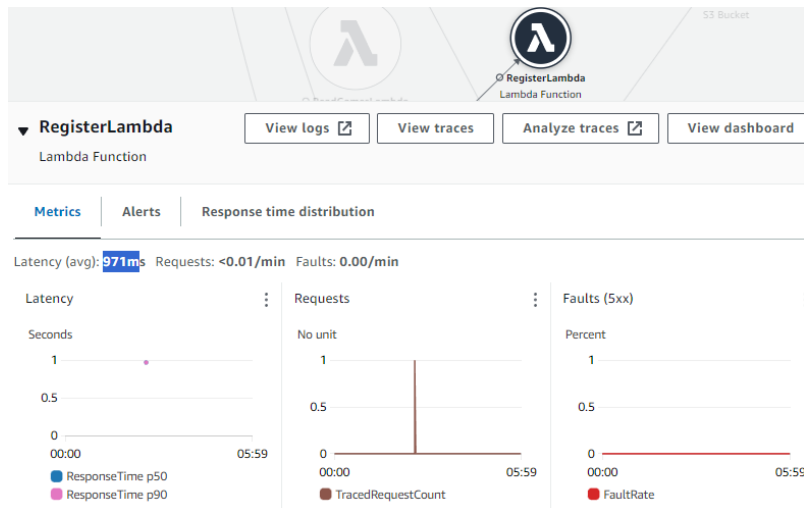 S3 Bucket
RegisterLambda
Lambda Function
ReadGamesLambda
RegisterLambda
Lambda Function
View logs
View traces
Analyze traces
View dashboard
Metrics
Alerts
Response time distribution
Latency (avg): 971ms Requests: <0.01/min Faults: 0.00/min
Latency
Seconds
1
0.5
0
00:00 05:59
ResponseTime p50
ResponseTime p90
Requests
No unit
1
0.5
0
00:00 05:59
TracedRequestCount
Faults (5xx)
Percent
1
0.5
0
00:00 05:59
FaultRate